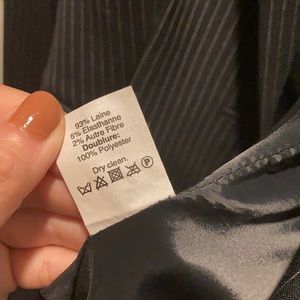 93% Laine
5% Elasthanne
2% Autre Fibre
Doublure:
100% Polyester
Dry clean.
P